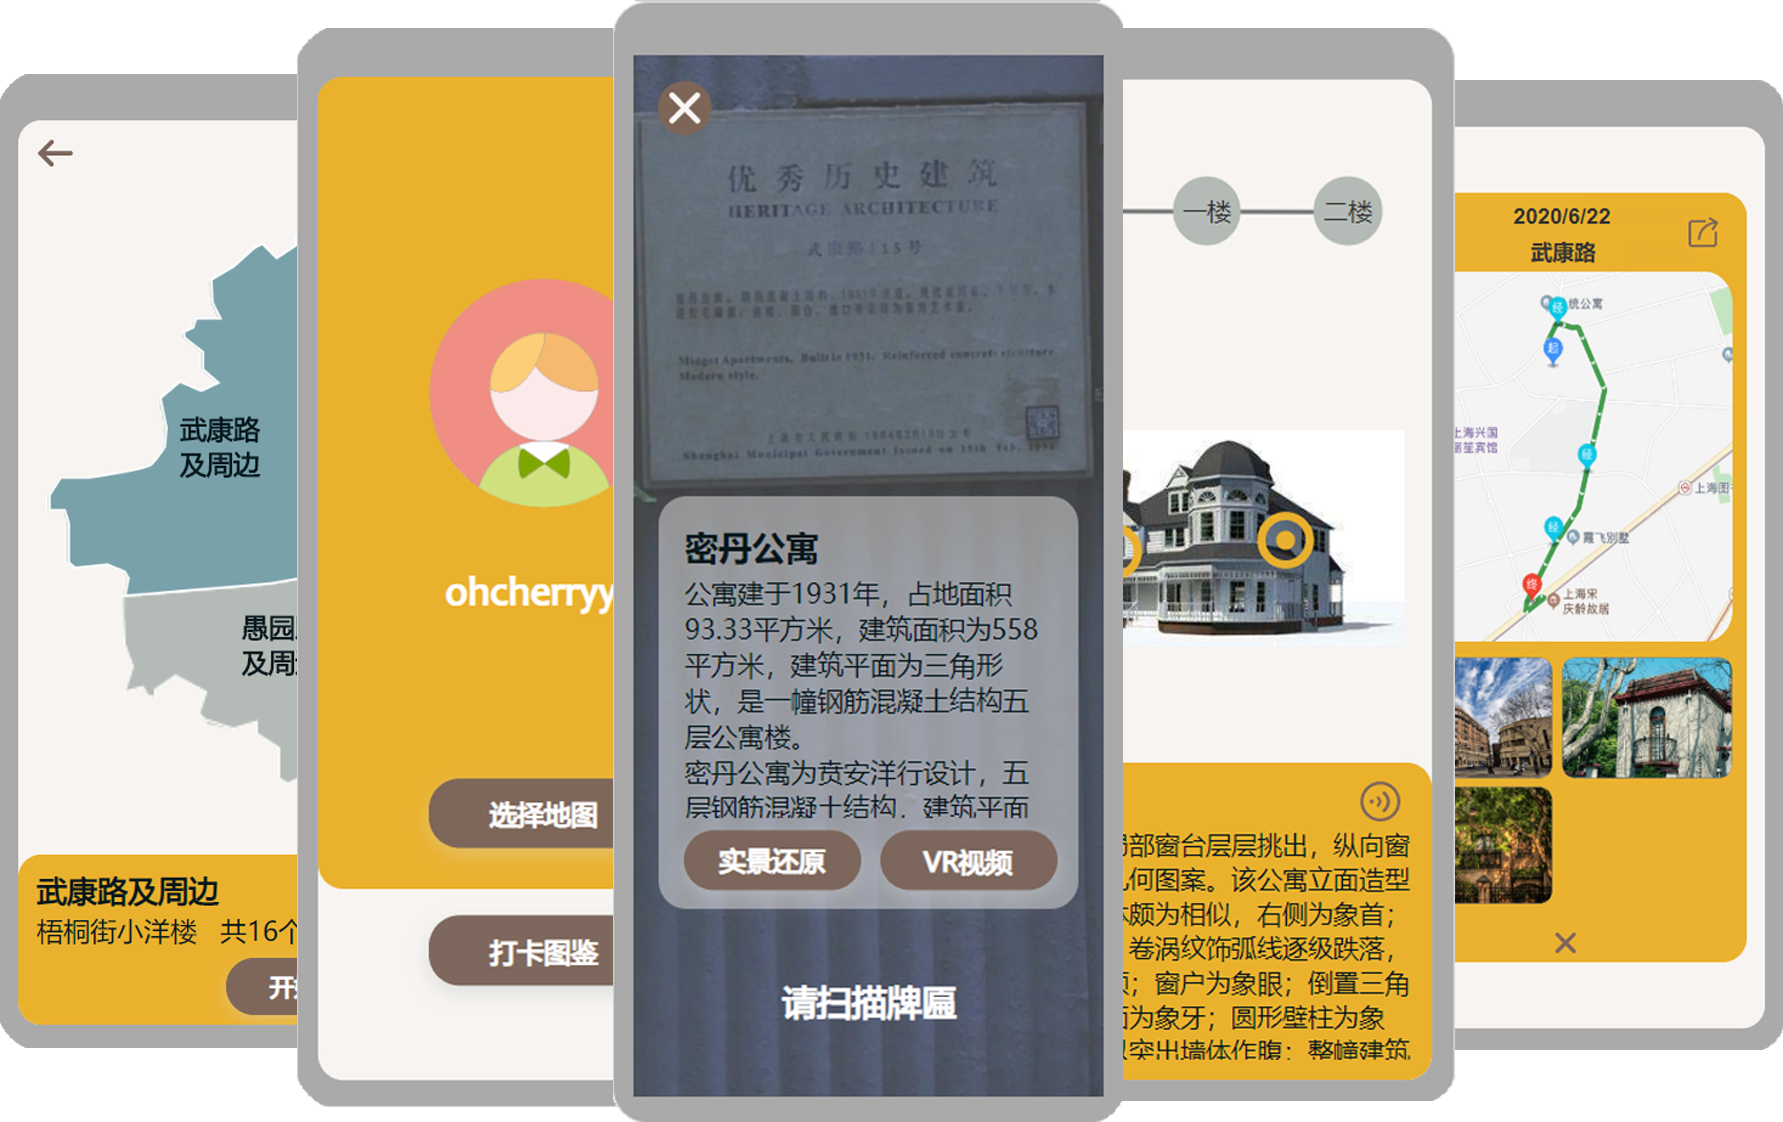 武康路
及周边
愚园
及周
武康路及周边
梧桐街小洋楼 共16个
开
ohcherryy
选择地图
打卡图鉴
优秀历史建筑
HERITAGE ARCHITECTURE
武康路115号
Midget Apartments. Built in 1931. Reinforced concrete structure.
Modern style.
Shanghai Municipal Government Issued on 15th Feb. 1994
密丹公寓
公寓建于1931年，占地面积
93.33平方米，建筑面积为558
平方米，建筑平面为三角形
状，是一幢钢筋混凝土结构五
层公寓楼。
密丹公寓为贲安洋行设计，五
层钢筋混凝土结构，建筑平面
实景还原
VR视频
请扫描牌匾
一楼
二楼
部窗台层层挑出，纵向窗
何图案。该公寓立面造型
颇为相似，右侧为象首；
卷涡纹饰弧线逐级跌落，
；窗户为象眼；倒置三角
为象牙；圆形壁柱为象
突出墙体作腹；整幢建筑
2020/6/22
武康路
经
统公寓
起
上海兴国
宾馆
经
上海图
经
霞飞别墅
终
上海宋
庆龄故居